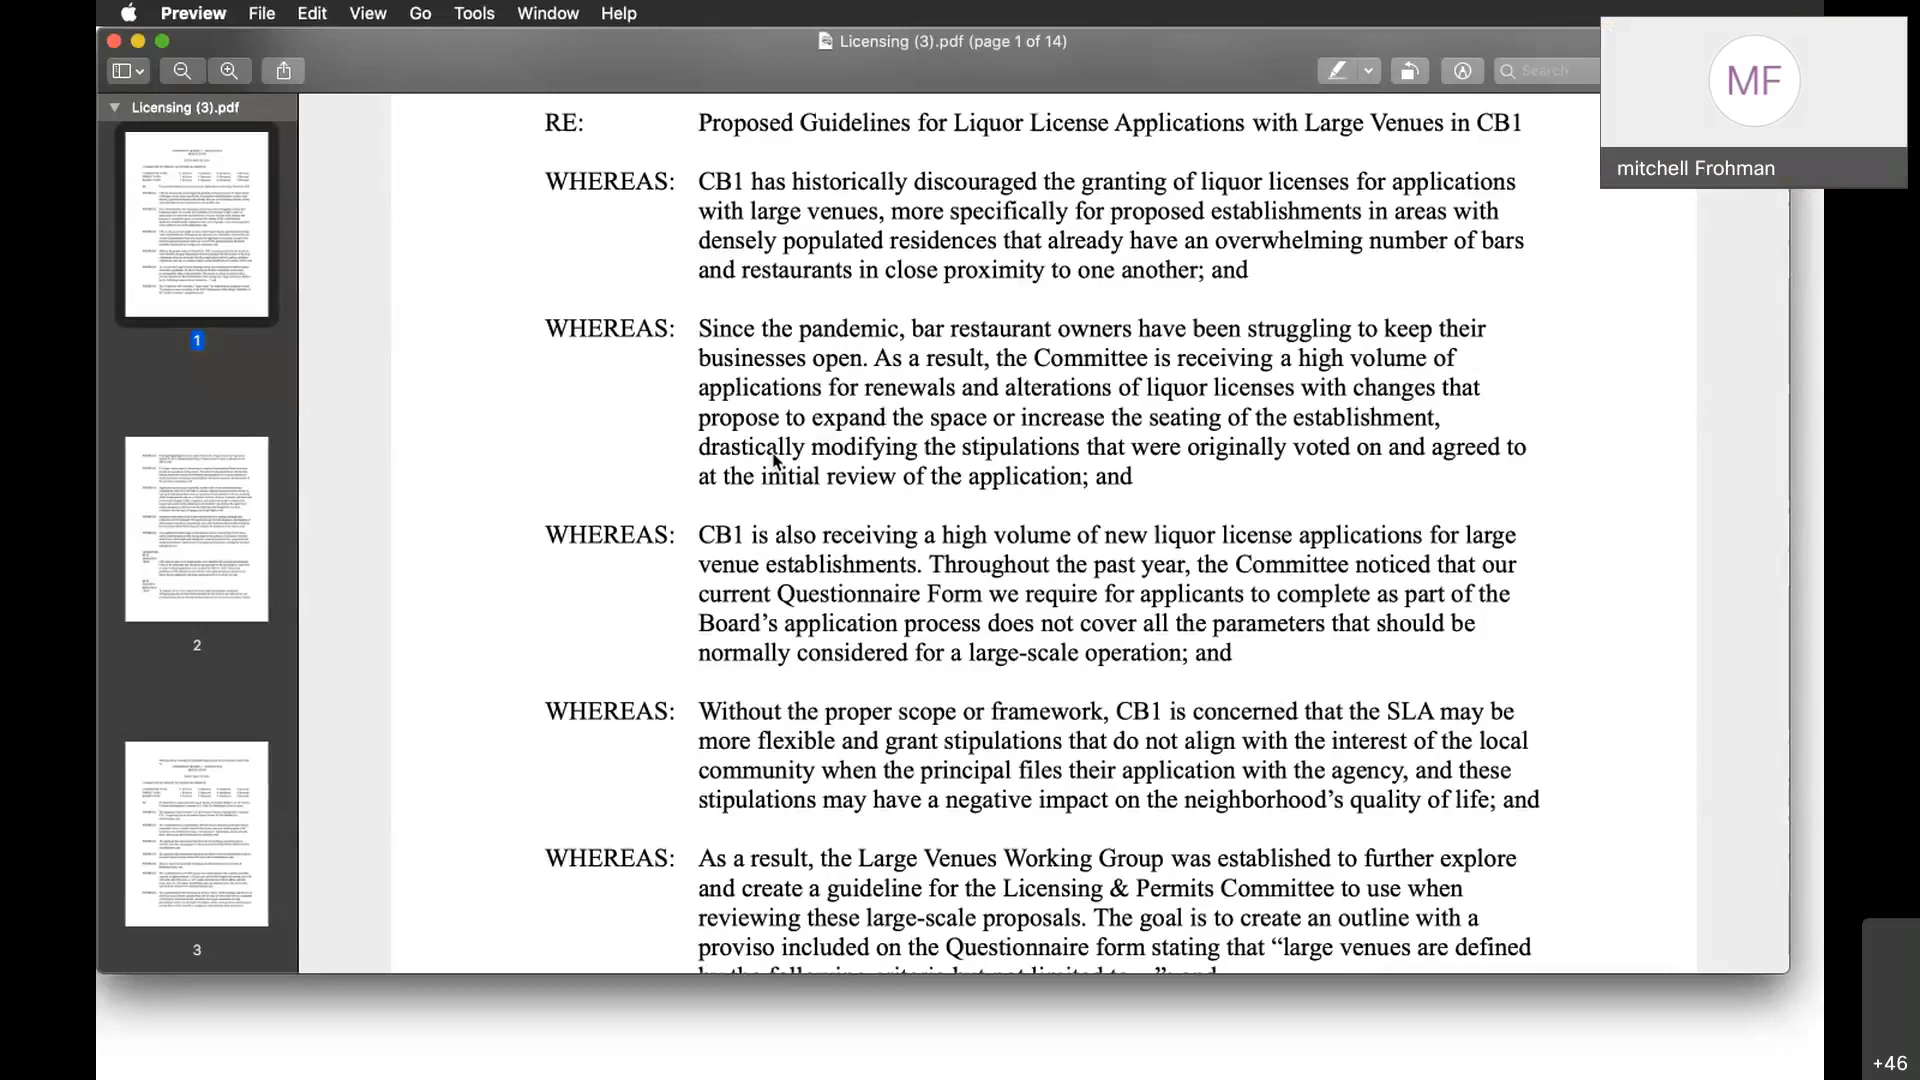 Preview File Edit View Go Tools Window Help
Licensing (3).pdf (page 1 of 14)
Search
MF
mitchell Frohman
Licensing (3).pdf
1
2
3
RE: Proposed Guidelines for Liquor License Applications with Large Venues in CB1
WHEREAS: CB1 has historically discouraged the granting of liquor licenses for applications
with large venues, more specifically for proposed establishments in areas with
densely populated residences that already have an overwhelming number of bars
and restaurants in close proximity to one another; and
WHEREAS: Since the pandemic, bar restaurant owners have been struggling to keep their
businesses open. As a result, the Committee is receiving a high volume of
applications for renewals and alterations of liquor licenses with changes that
propose to expand the space or increase the seating of the establishment,
drastically modifying the stipulations that were originally voted on and agreed to
at the initial review of the application; and
WHEREAS: CB1 is also receiving a high volume of new liquor license applications for large
venue establishments. Throughout the past year, the Committee noticed that our
current Questionnaire Form we require for applicants to complete as part of the
Board’s application process does not cover all the parameters that should be
normally considered for a large-scale operation; and
WHEREAS: Without the proper scope or framework, CB1 is concerned that the SLA may be
more flexible and grant stipulations that do not align with the interest of the local
community when the principal files their application with the agency, and these
stipulations may have a negative impact on the neighborhood’s quality of life; and
WHEREAS: As a result, the Large Venues Working Group was established to further explore
and create a guideline for the Licensing & Permits Committee to use when
reviewing these large-scale proposals. The goal is to create an outline with a
proviso included on the Questionnaire form stating that “large venues are defined
by the following criteria but not limited to...”; and
+46